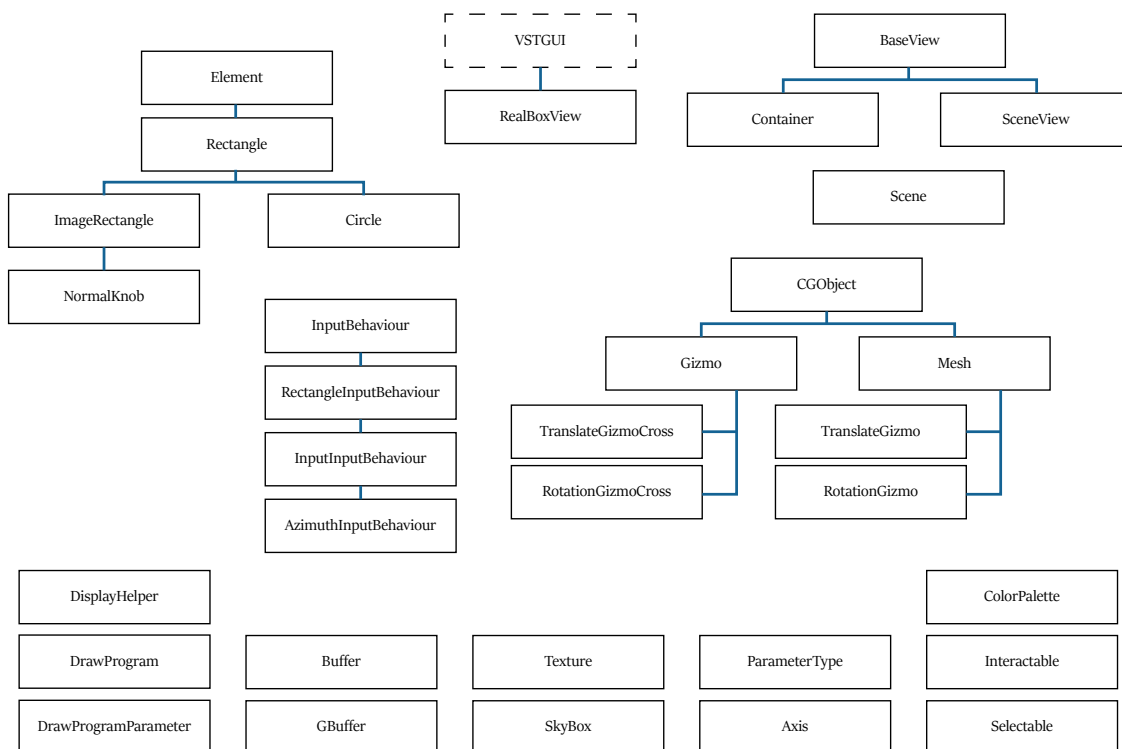 VSTGUI
BaseView
Element
RealBoxView
Container
SceneView
Rectangle
Scene
ImageRectangle
Circle
CGObject
NormalKnob
InputBehaviour
Gizmo
Mesh
RectangleInputBehaviour
TranslateGizmoCross
TranslateGizmo
InputInputBehaviour
RotationGizmoCross
RotationGizmo
AzimuthInputBehaviour
DisplayHelper
ColorPalette
DrawProgram
Buffer
Texture
ParameterType
Interactable
DrawProgramParameter
GBuffer
SkyBox
Axis
Selectable